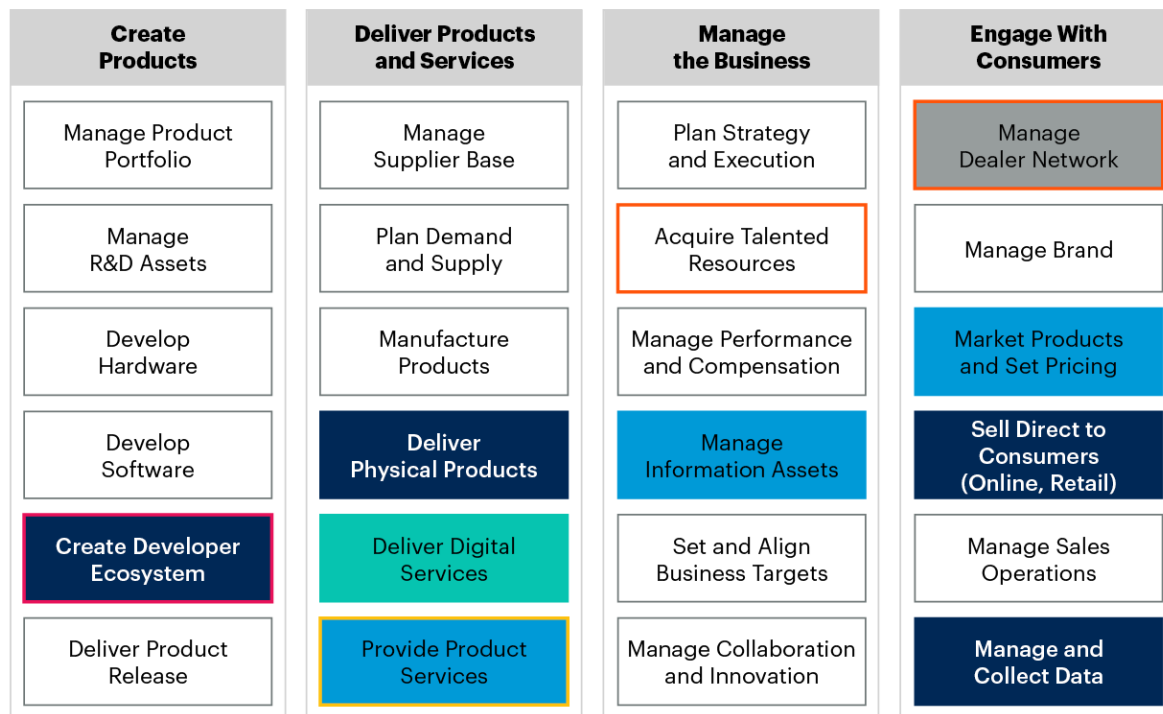 Create
Products
Manage Product
Portfolio
Manage
R&D Assets
Develop
Hardware
Develop
Software
Create Developer
Ecosystem
Deliver Product
Release
Deliver Products
and Services
Manage
Supplier Base
Plan Demand
and Supply
Manufacture
Products
Deliver
Physical Products
Deliver Digital
Services
Provide Product
Services
Manage
the Business
Plan Strategy
and Execution
Acquire Talented
Resources
Manage Performance
and Compensation
Manage
Information Assets
Set and Align
Business Targets
Manage Collaboration
and Innovation
Engage With
Consumers
Manage
Dealer Network
Manage Brand
Market Products
and Set Pricing
Sell Direct to
Consumers
(Online, Retail)
Manage Sales
Operations
Manage and
Collect Data